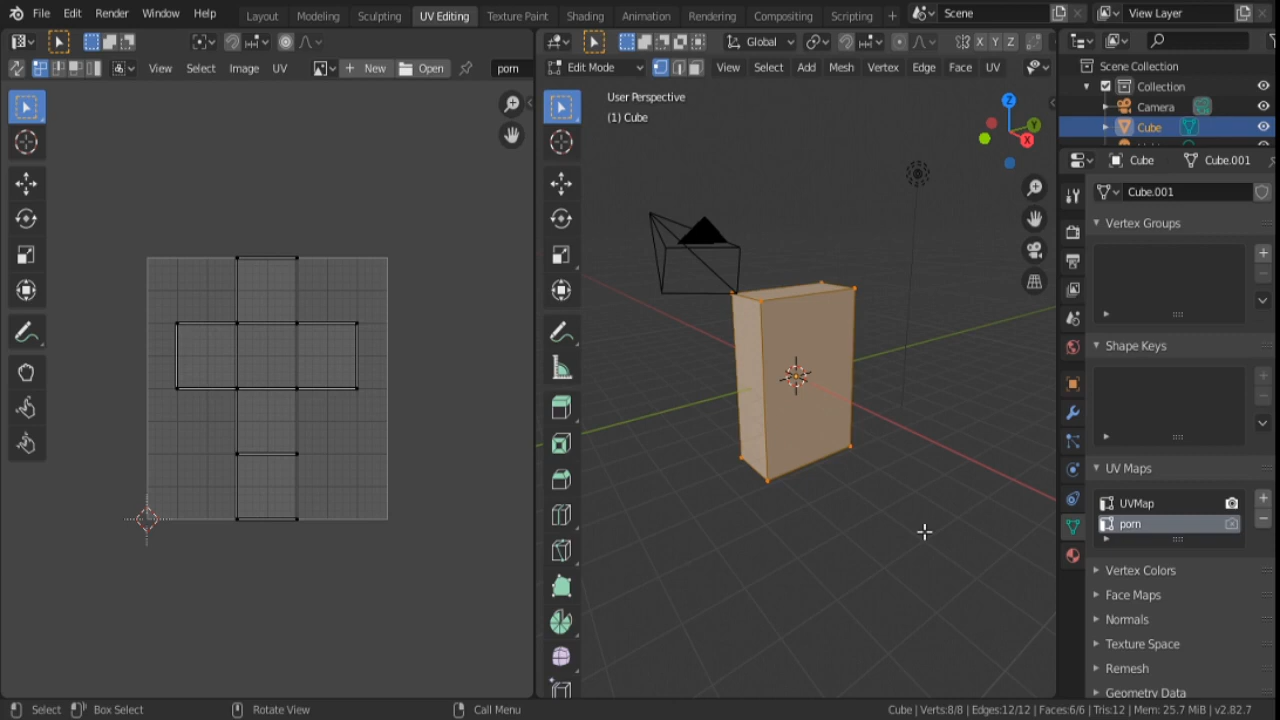 File Edit Render Window Help Layout Modeling Sculpting UV Editing Texture Paint Shading Animation Rendering Compositing Scripting + Scene View Layer
Global X Y Z
View Select Image UV + New Open porn
Edit Mode View Select Add Mesh Vertex Edge Face UV
User Perspective
(1) Cube
Z
Y
X
Scene Collection
Collection
Camera
Cube
Cube Cube.001
Cube.001
Vertex Groups
Shape Keys
UV Maps
UVMap
porn
Vertex Colors
Face Maps
Normals
Texture Space
Remesh
Geometry Data
Select Box Select Rotate View Call Menu Cube | Verts:8/8 | Edges:12/12 | Faces:6/6 | Tris:12 | Mem: 25.7 MiB | v2.82.7